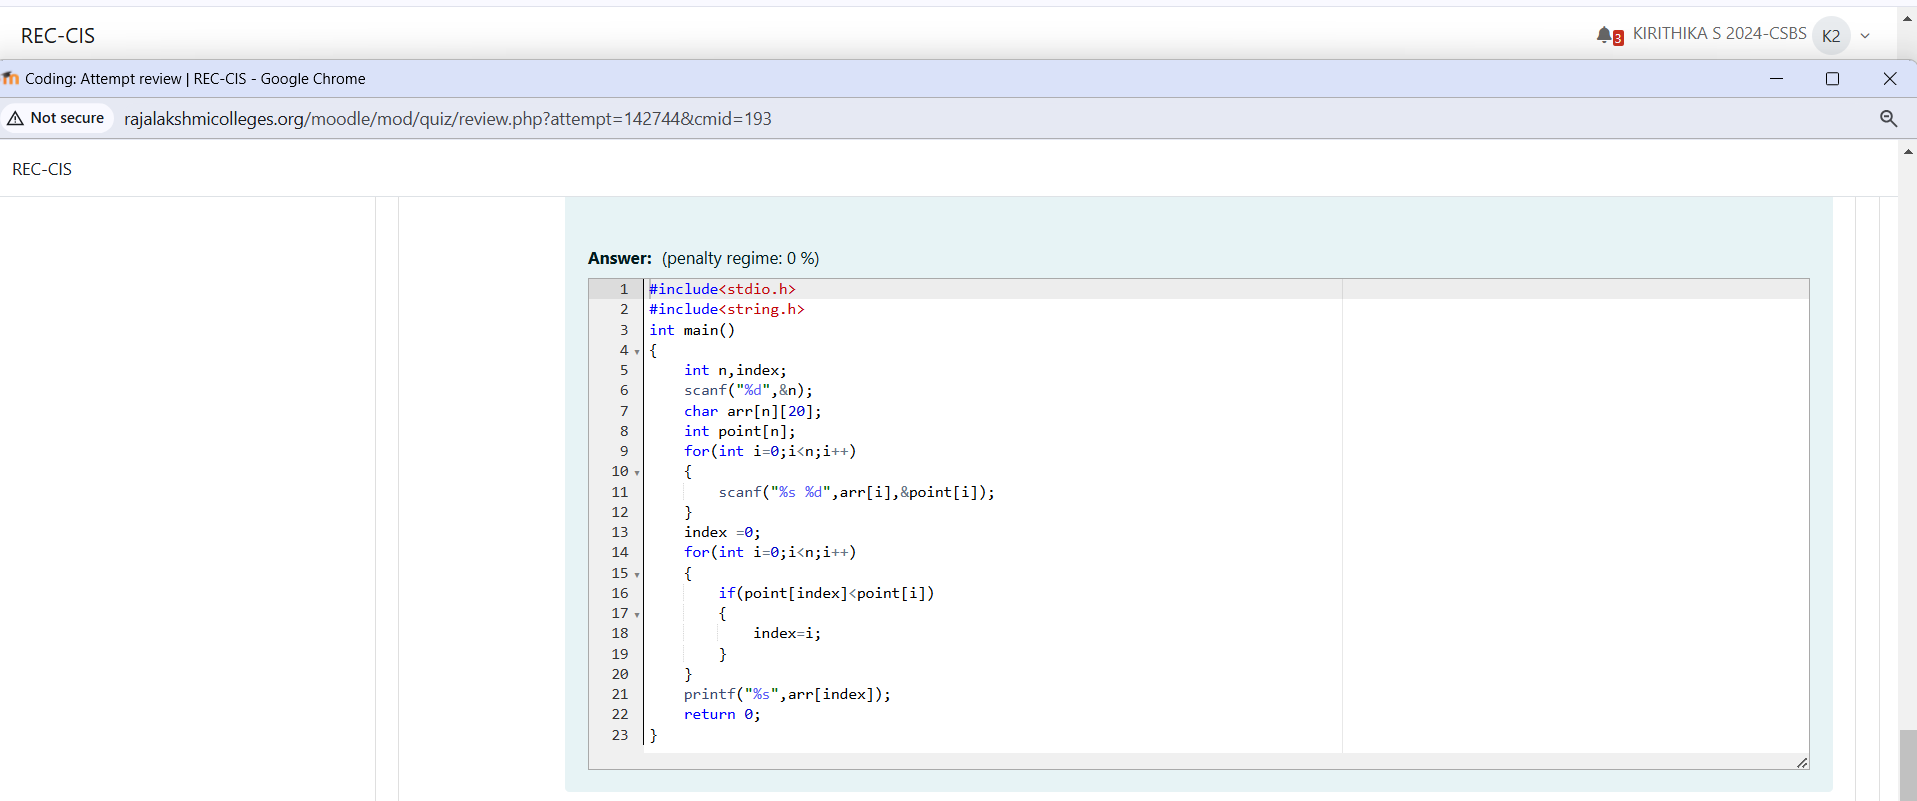 REC-CIS
3 KIRITHIKA S 2024-CSBS K2
Coding: Attempt review | REC-CIS - Google Chrome
Not secure rajalakshmicolleges.org/moodle/mod/quiz/review.php?attempt=142744&cmid=193
REC-CIS
Answer: (penalty regime: 0 %)
1 #include<stdio.h>
2 #include<string.h>
3 int main()
4 {
5     int n,index;
6     scanf("%d",&n);
7     char arr[n][20];
8     int point[n];
9     for(int i=0;i<n;i++)
10     {
11         scanf("%s %d",arr[i],&point[i]);
12     }
13     index =0;
14     for(int i=0;i<n;i++)
15     {
16         if(point[index]<point[i])
17         {
18             index=i;
19         }
20     }
21     printf("%s",arr[index]);
22     return 0;
23 }